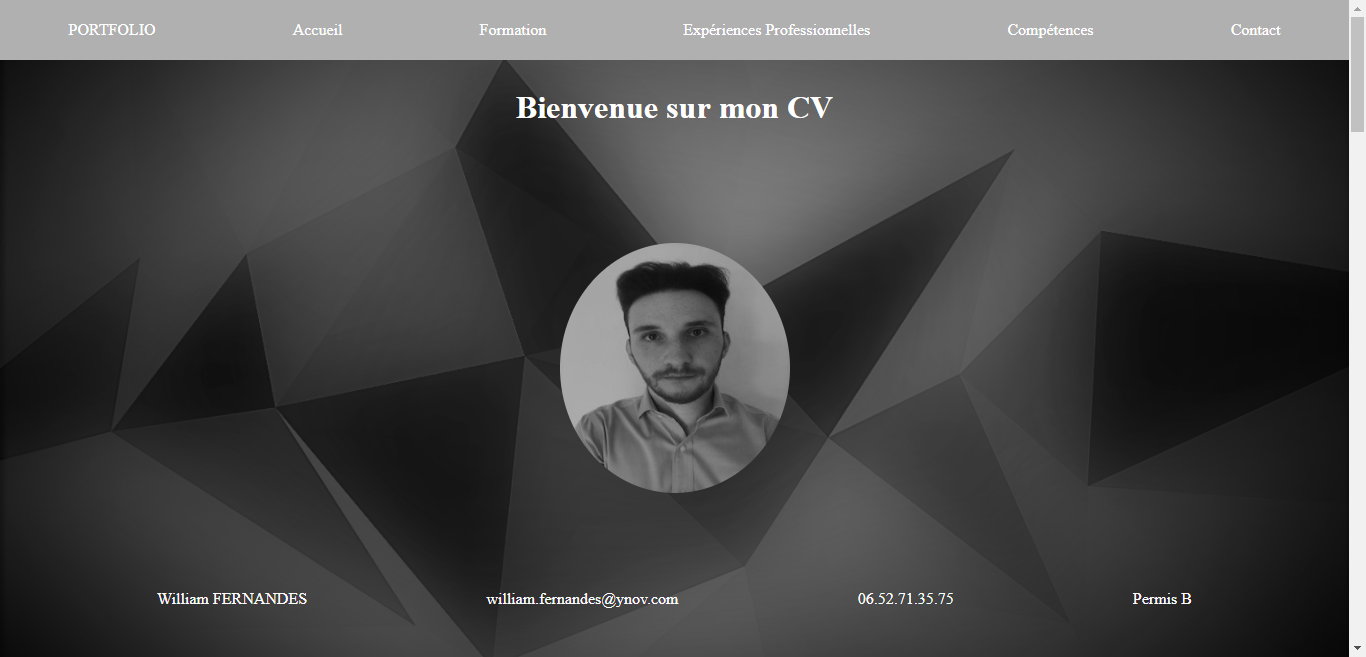 PORTFOLIO Accueil Formation Expériences Professionnelles Compétences Contact
Bienvenue sur mon CV
William FERNANDES william.fernandes@ynov.com 06.52.71.35.75 Permis B